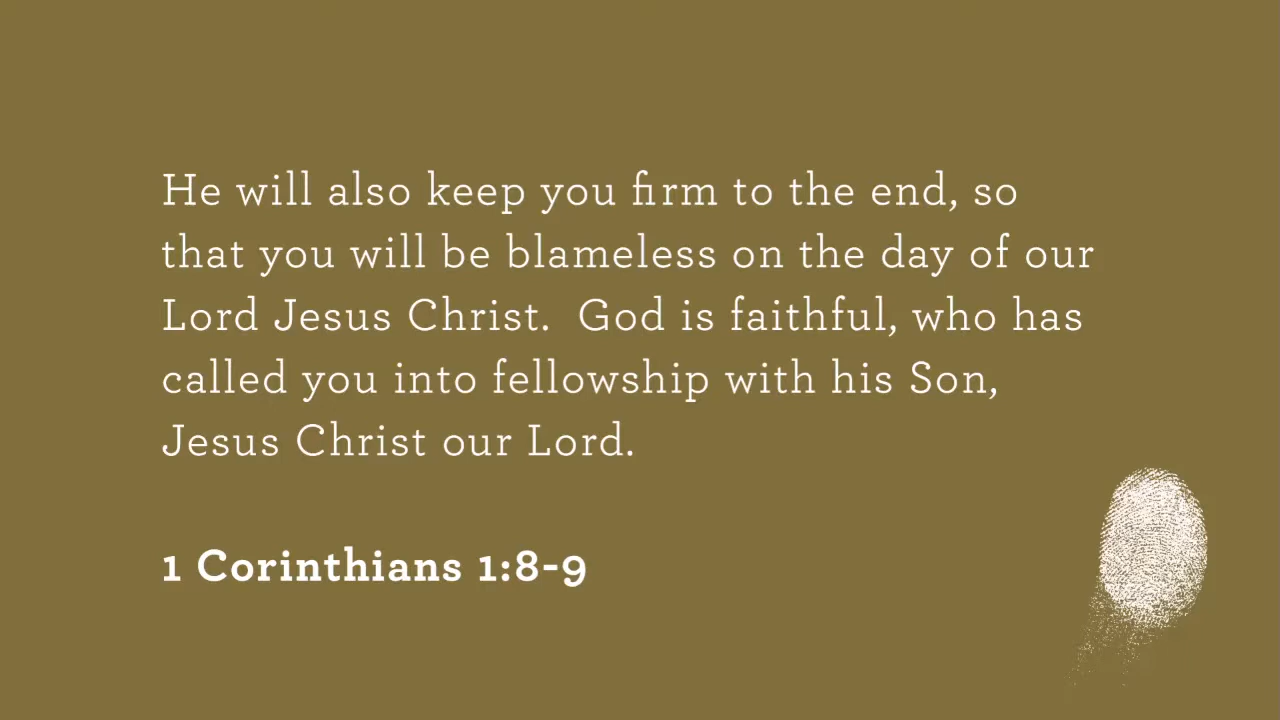 He will also keep you firm to the end, so
that you will be blameless on the day of our
Lord Jesus Christ.  God is faithful, who has
called you into fellowship with his Son,
Jesus Christ our Lord.
1 Corinthians 1:8-9